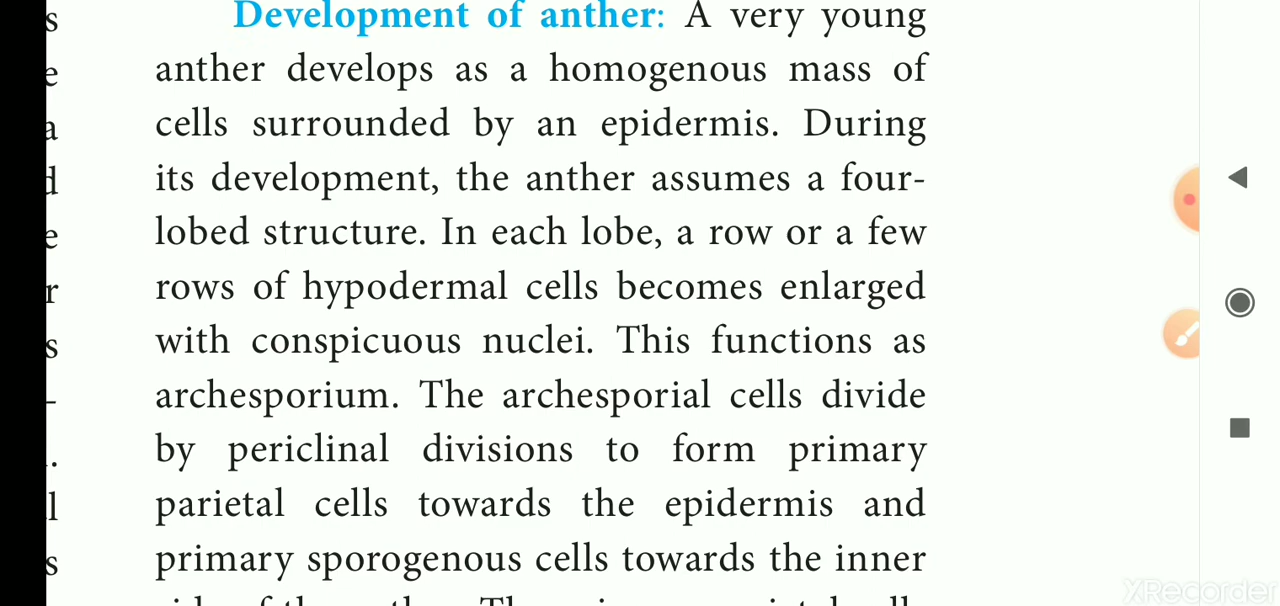 Development of anther: A very young
anther develops as a homogenous mass of
cells surrounded by an epidermis. During
its development, the anther assumes a four-
lobed structure. In each lobe, a row or a few
rows of hypodermal cells becomes enlarged
with conspicuous nuclei. This functions as
archesporium. The archesporial cells divide
by periclinal divisions to form primary
parietal cells towards the epidermis and
primary sporogenous cells towards the inner
XRecorder